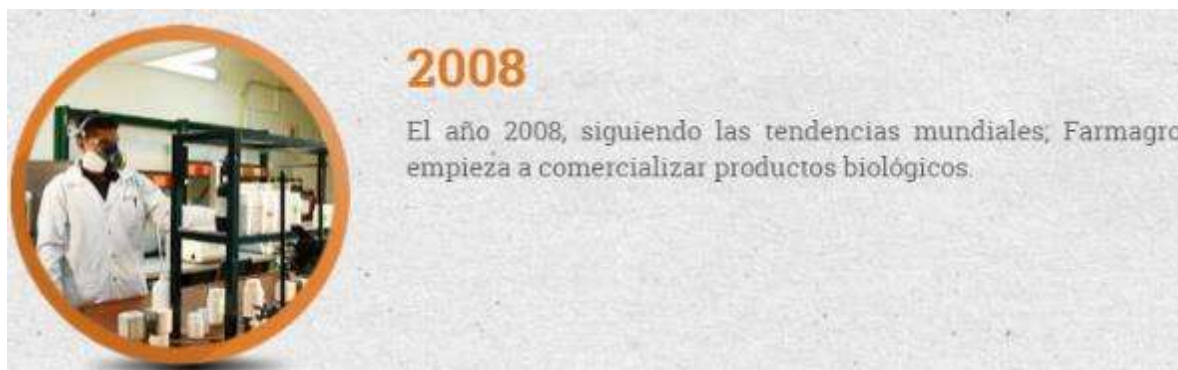 2008
El año 2008, siguiendo las tendencias mundiales, Farmagro
empieza a comercializar productos biológicos.